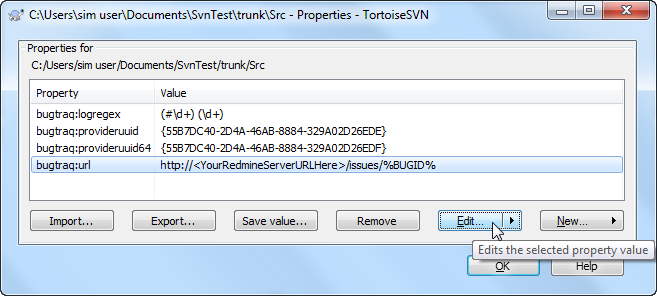 C:\Users\sim user\Documents\SvnTest\trunk\Src - Properties - TortoiseSVN
Properties for
C:/Users/sim user/Documents/SvnTest/trunk/Src
Property Value
bugtraq:logregex (#\d+) (\d+)
bugtraq:provideruuid {55B7DC40-2D4A-46AB-8884-329A02D26EDE}
bugtraq:provideruuid64 {55B7DC40-2D4A-46AB-8884-329A02D26EDF}
bugtraq:url http://<YourRedmineServerURLHere>/issues/%BUGID%
Import... Export... Save value... Remove Edit... New...
Edits the selected property value
OK Help